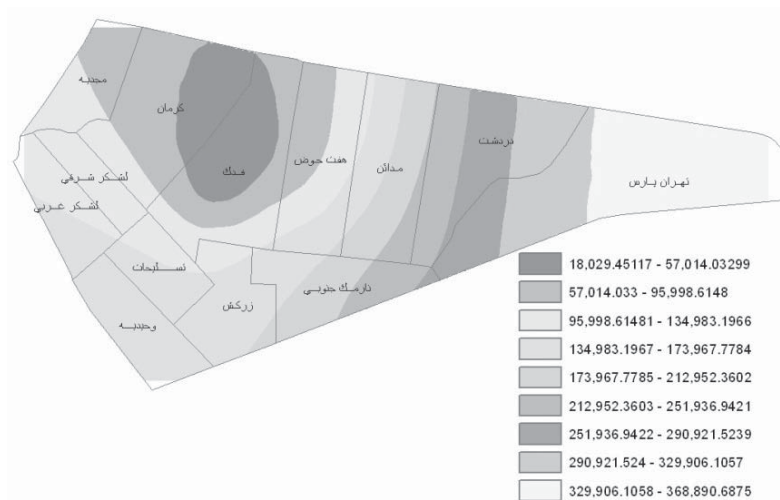 مجیدیه
کرمان
فدک
هفت حوض
مدائن
دردشت
تهران پارس
لشکر شرقی
لشکر غربی
تسلیحات
وحیدیه
زرکش
نارمک جنوبی
18,029.45117 - 57,014.03299
57,014.033 - 95,998.6148
95,998.61481 - 134,983.1966
134,983.1967 - 173,967.7784
173,967.7785 - 212,952.3602
212,952.3603 - 251,936.9421
251,936.9422 - 290,921.5239
290,921.524 - 329,906.1057
329,906.1058 - 368,890.6875